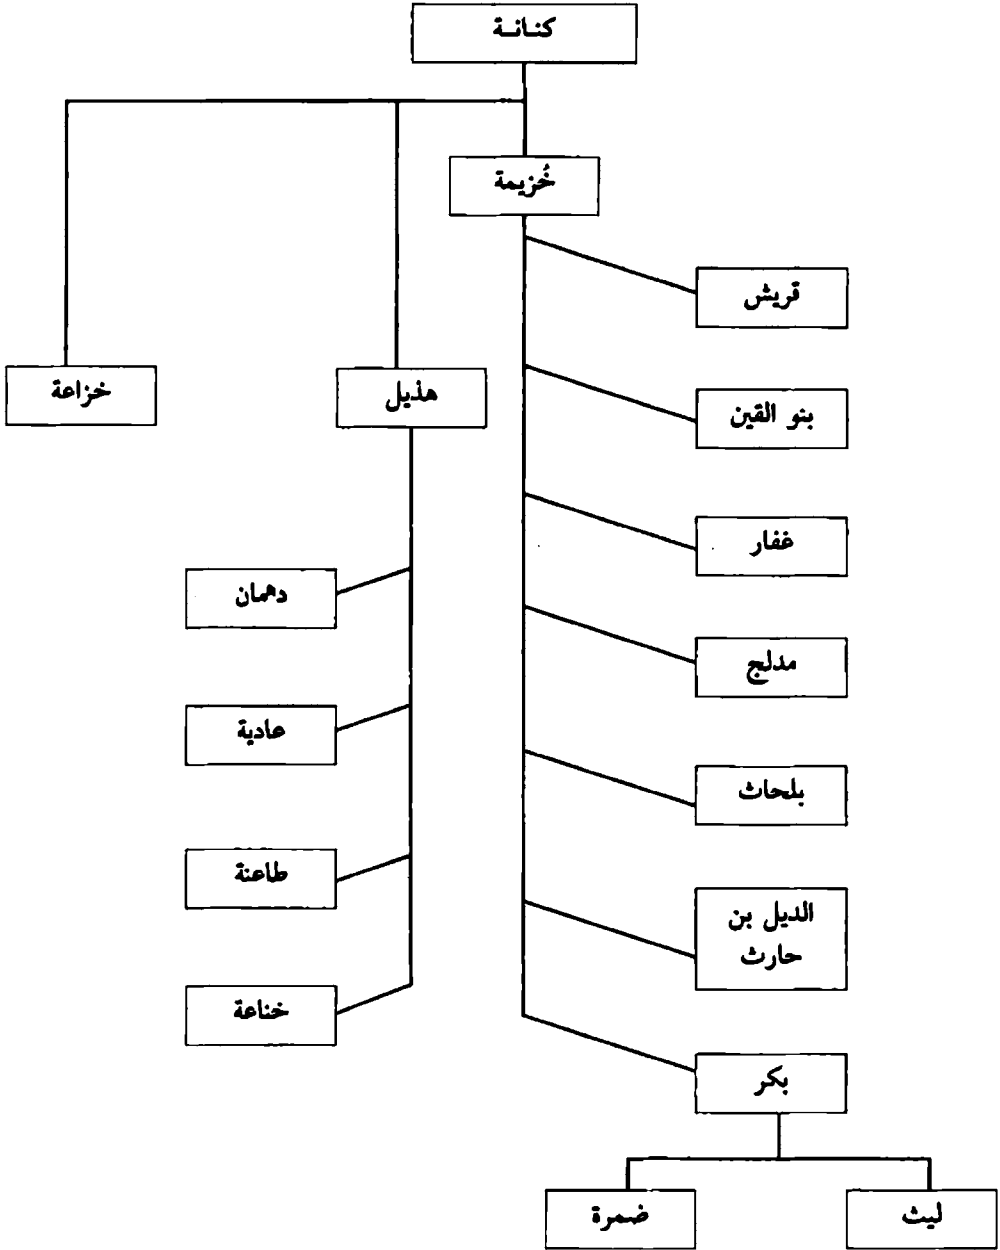 كنانة
خُزيمة
قريش
خزاعة
هذيل
بنو القين
غفار
دهمان
مدلج
عادية
بلحاث
طاعنة
الديل بن
حارث
خناعة
بكر
ليث
ضمرة